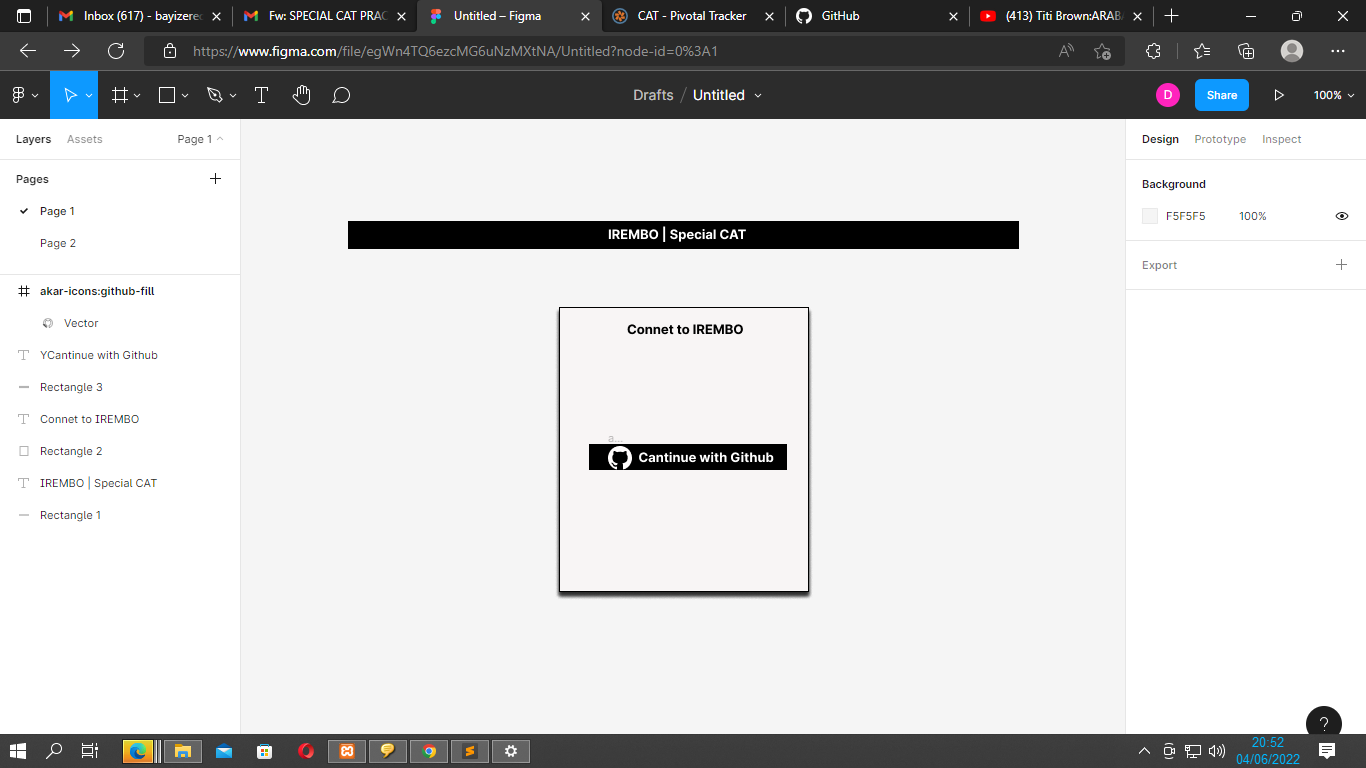 Inbox (617) - bayizerec
Fw: SPECIAL CAT PRAC
Untitled – Figma
CAT - Pivotal Tracker
GitHub
(413) Titi Brown:ARAB
https://www.figma.com/file/egWn4TQ6ezcMG6uNzMXtNA/Untitled?node-id=0%3A1
Drafts / Untitled
D
Share
100%
Layers
Assets
Page 1
Design
Prototype
Inspect
Pages
Page 1
Page 2
Background
F5F5F5
100%
Export
akar-icons:github-fill
Vector
YCantinue with Github
Rectangle 3
Connet to IREMBO
Rectangle 2
IREMBO | Special CAT
Rectangle 1
IREMBO | Special CAT
Connet to IREMBO
a...
Cantinue with Github
?
20:52
04/06/2022